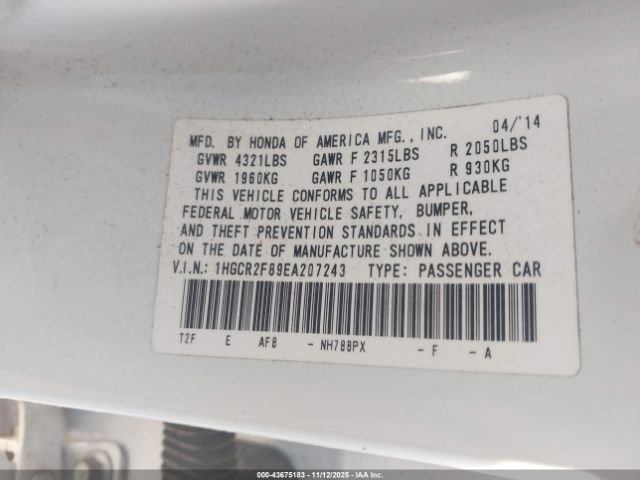 MFD. BY HONDA OF AMERICA MFG., INC. 04/'14
GVWR 4321LBS GAWR F 2315LBS R 2050LBS
GVWR 1960KG GAWR F 1050KG R 930KG
THIS VEHICLE CONFORMS TO ALL APPLICABLE
FEDERAL MOTOR VEHICLE SAFETY, BUMPER,
AND THEFT PREVENTION STANDARDS IN EFFECT
ON THE DATE OF MANUFACTURE SHOWN ABOVE.
V.I.N.: 1HGCR2F89EA207243 TYPE: PASSENGER CAR
T2F E AF8 - NH788PX - F - A
000-43675183 - 11/12/2025 - IAAI.COM